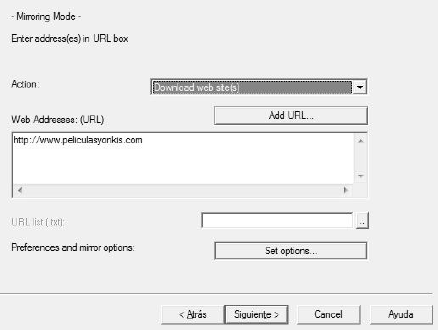 - Mirroring Mode -
Enter address(es) in URL box
Action:
Download web site(s)
Web Addresses: (URL)
Add URL...
http://www.peliculasyonkis.com
URL list (.txt):
..
Preferences and mirror options:
Set options...
< Atrás
Siguiente >
Cancel
Ayuda